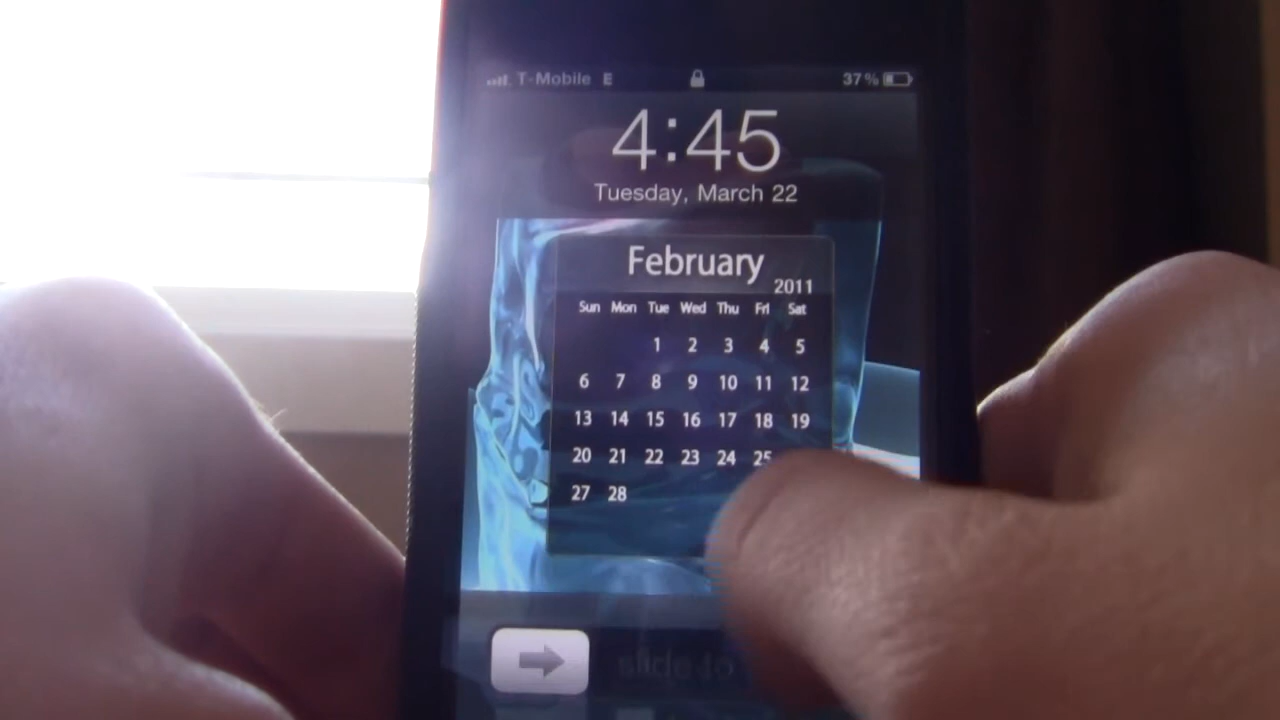 T-Mobile E 37%
4:45
Tuesday, March 22
February
2011
Sun Mon Tue Wed Thu Fri Sat
1 2 3 4 5
6 7 8 9 10 11 12
13 14 15 16 17 18 19
20 21 22 23 24 25
27 28
slide to